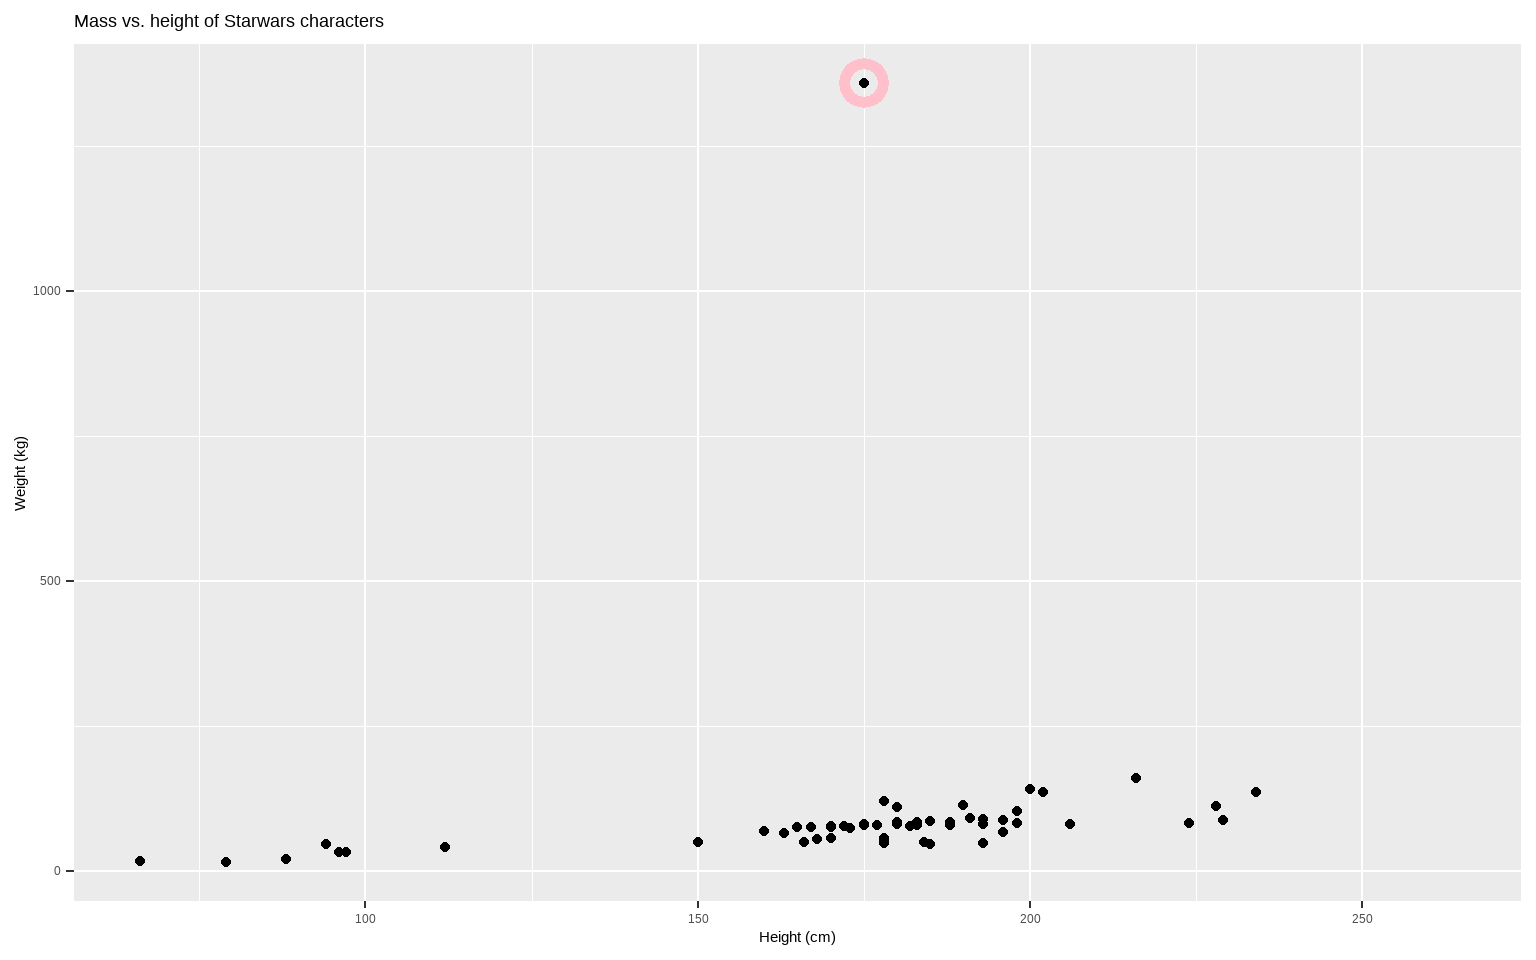 Mass vs. height of Starwars characters
1000
500
0
Weight (kg)
100 150 200 250
Height (cm)